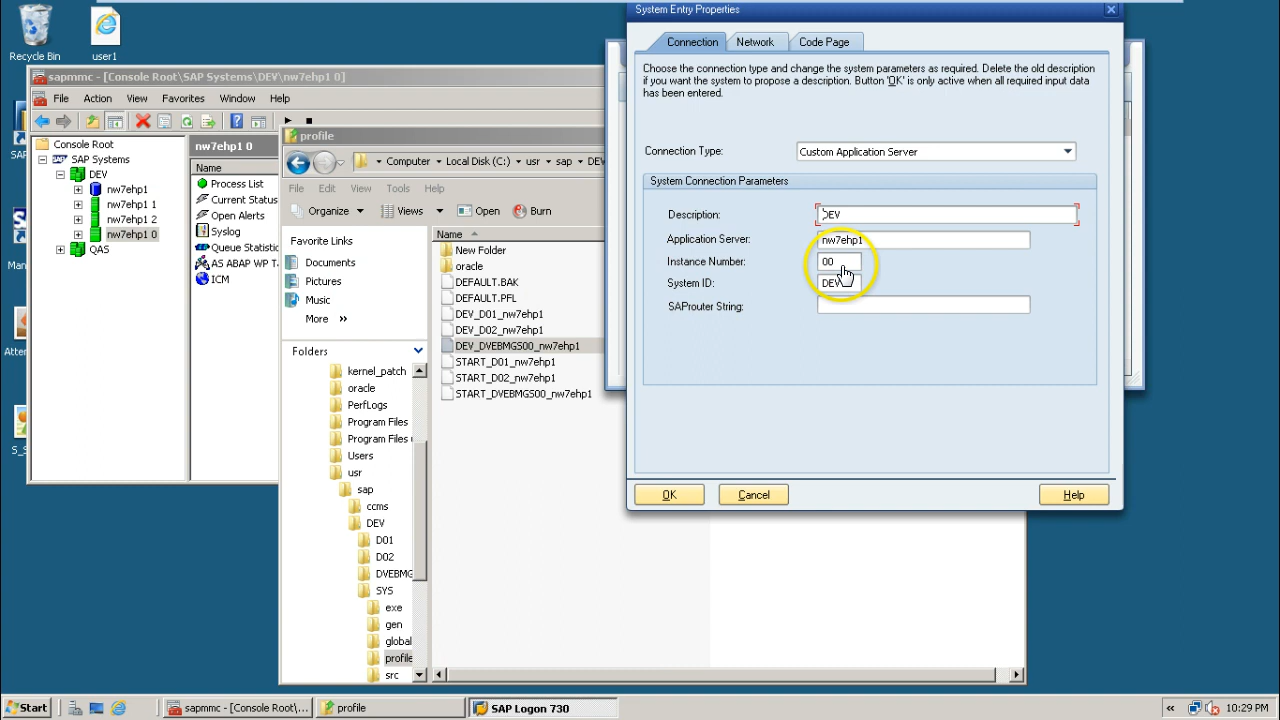 Recycle Bin
user1
sapmmc - [Console Root\SAP Systems\DEV\nw7ehp1 0]
File Action View Favorites Window Help
Console Root
SAP Systems
DEV
nw7ehp1
nw7ehp1 1
nw7ehp1 2
nw7ehp1 0
QAS
nw7ehp1 0
Name
Process List
Current Status
Open Alerts
Syslog
Queue Statistic
AS ABAP WP T
ICM
profile
Computer Local Disk (C:) usr sap DEV
File Edit View Tools Help
Organize Views Open Burn
Favorite Links
Documents
Pictures
Music
More »
Folders
kernel_patch
oracle
PerfLogs
Program Files
Program Files (
Users
usr
sap
ccms
DEV
D01
D02
DVEBMG
SYS
exe
gen
global
profile
src
Name
New Folder
oracle
DEFAULT.BAK
DEFAULT.PFL
DEV_D01_nw7ehp1
DEV_D02_nw7ehp1
DEV_DVEBMGS00_nw7ehp1
START_D01_nw7ehp1
START_D02_nw7ehp1
START_DVEBMGS00_nw7ehp1
System Entry Properties
Connection Network Code Page
Choose the connection type and change the system parameters as required. Delete the old description
if you want the system to propose a description. Button 'OK' is only active when all required input data
has been entered.
Connection Type: Custom Application Server
System Connection Parameters
Description: DEV
Application Server: nw7ehp1
Instance Number: 00
System ID: DEV
SAProuter String:
OK Cancel Help
SAP
Man
Atter
S_S
Start
sapmmc - [Console Root\...
profile
SAP Logon 730
« 10:29 PM